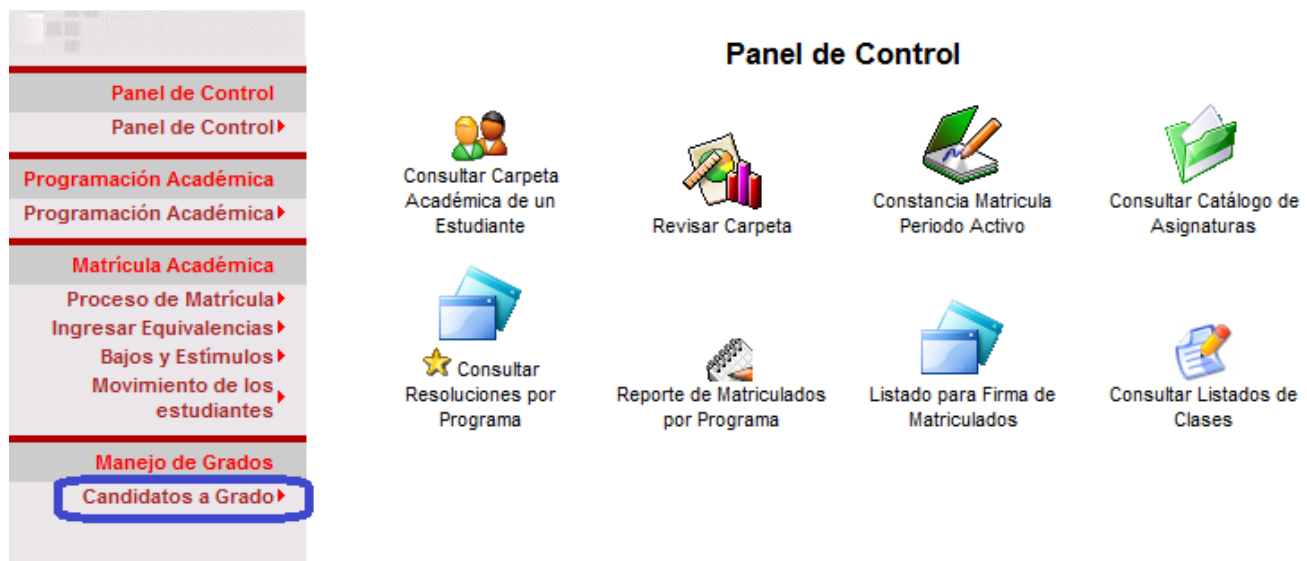 Panel de Control
Panel de Control
Programación Académica
Programación Académica
Matrícula Académica
Proceso de Matrícula
Ingresar Equivalencias
Bajos y Estímulos
Movimiento de los
estudiantes
Manejo de Grados
Candidatos a Grado
Panel de Control
Consultar Carpeta
Académica de un
Estudiante
Revisar Carpeta
Constancia Matricula
Periodo Activo
Consultar Catálogo de
Asignaturas
Consultar
Resoluciones por
Programa
Reporte de Matriculados
por Programa
Listado para Firma de
Matriculados
Consultar Listados de
Clases